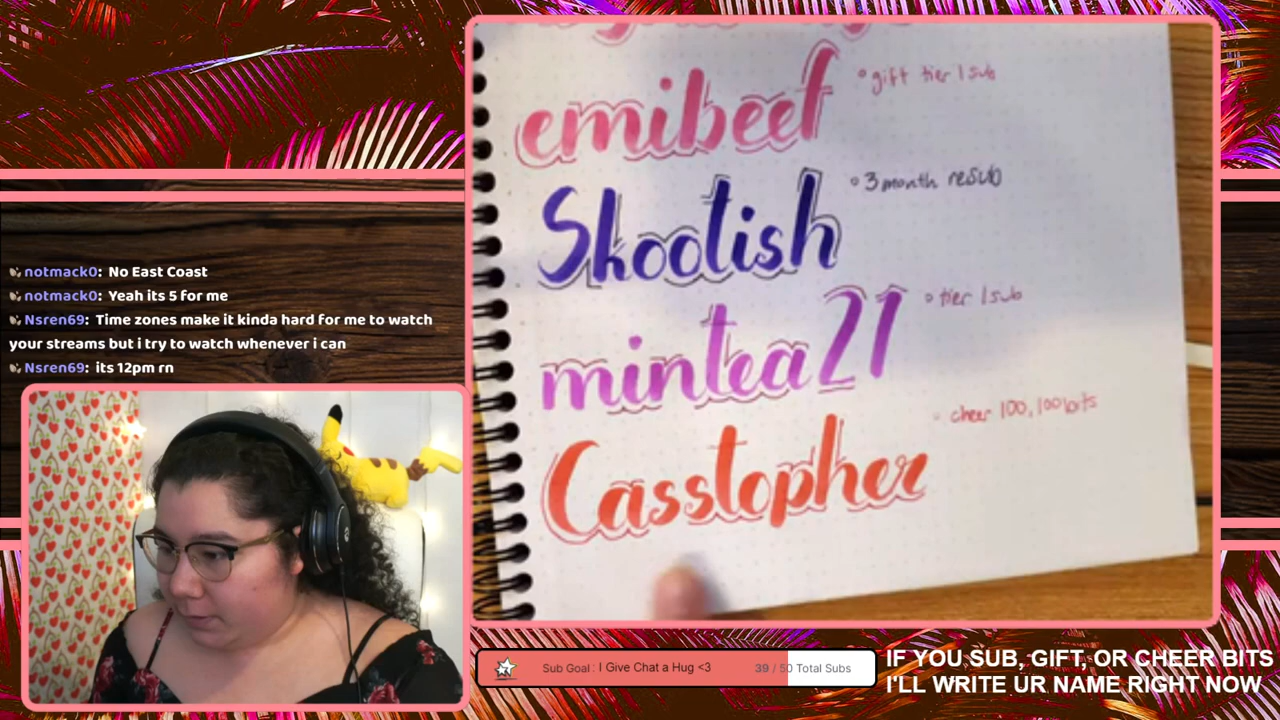 notmack0: No East Coast
notmack0: Yeah its 5 for me
Nsren69: Time zones make it kinda hard for me to watch
your streams but i try to watch whenever i can
Nsren69: its 12pm rn
emibeef
gift tier 1 sub
Skootish
3 month resub
mintea21
tier 1 sub
Casstopher
cheer 100, 100 bits
Sub Goal : I Give Chat a Hug <3 39 / 50 Total Subs
IF YOU SUB, GIFT, OR CHEER BITS
I'LL WRITE UR NAME RIGHT NOW